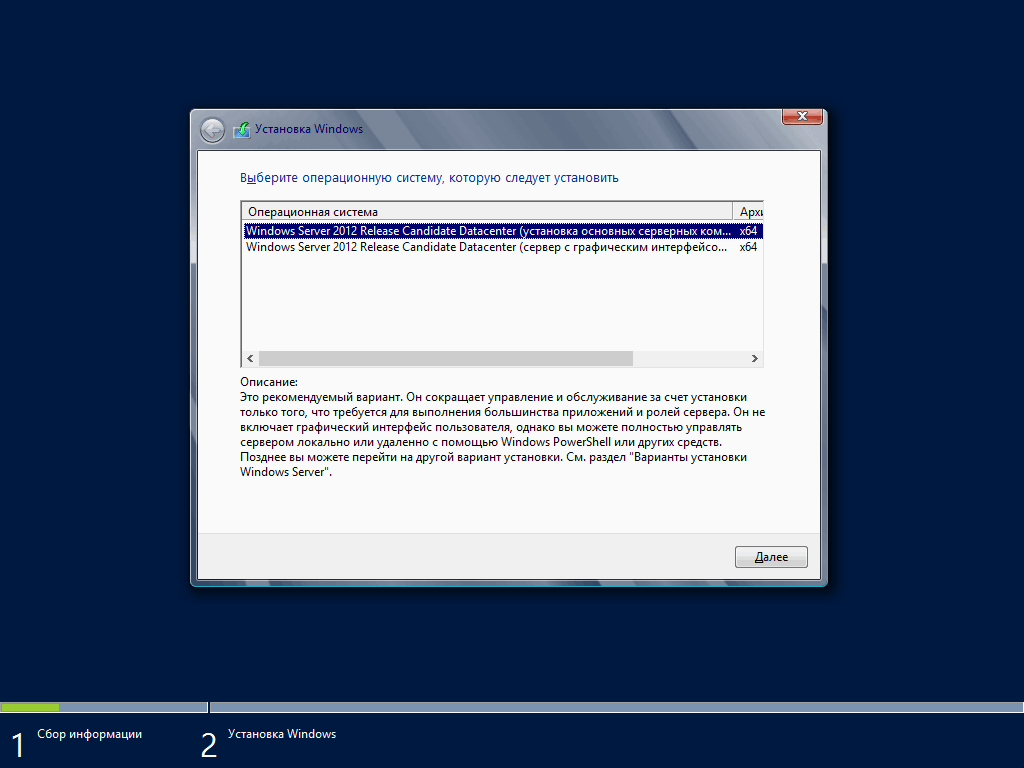 Установка Windows
Выберите операционную систему, которую следует установить
Операционная система Архи
Windows Server 2012 Release Candidate Datacenter (установка основных серверных ком... x64
Windows Server 2012 Release Candidate Datacenter (сервер с графическим интерфейсо... x64
Описание:
Это рекомендуемый вариант. Он сокращает управление и обслуживание за счет установки
только того, что требуется для выполнения большинства приложений и ролей сервера. Он не
включает графический интерфейс пользователя, однако вы можете полностью управлять
сервером локально или удаленно с помощью Windows PowerShell или других средств.
Позднее вы можете перейти на другой вариант установки. См. раздел "Варианты установки
Windows Server".
Далее
1 Сбор информации
2 Установка Windows